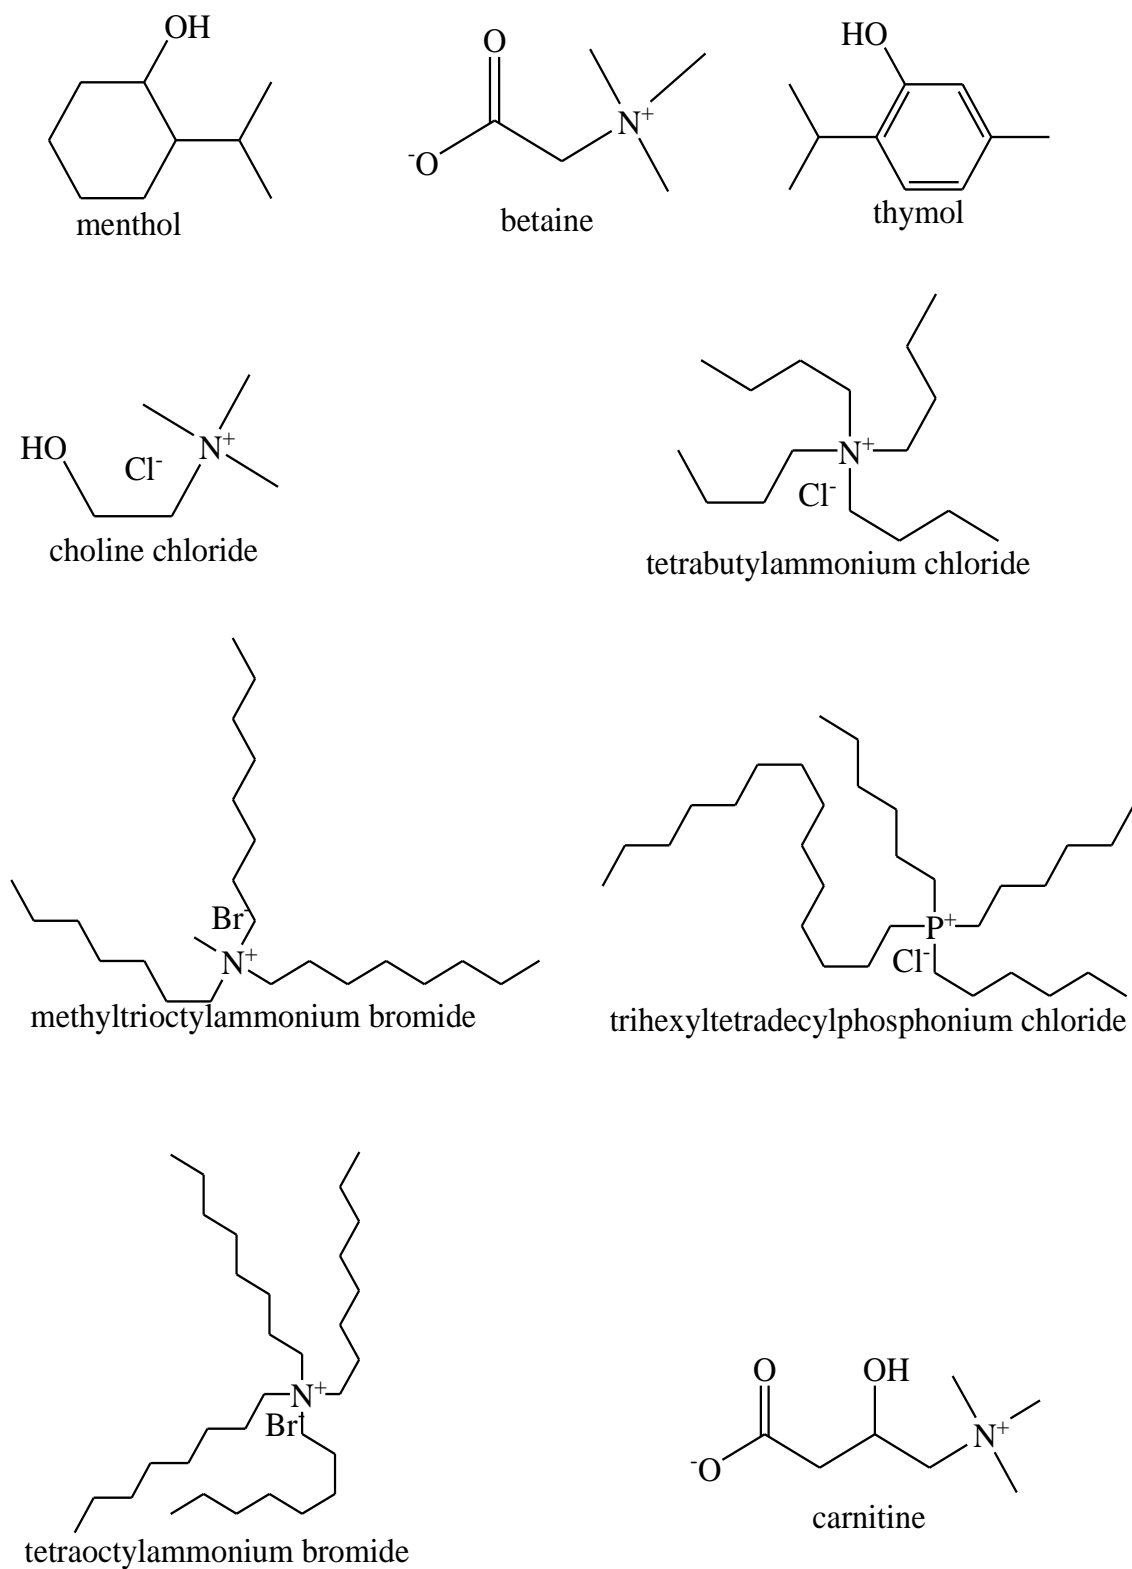 OH
menthol
O
⁻O
N⁺
betaine
HO
thymol
HO
Cl⁻
N⁺
choline chloride
N⁺
Cl⁻
tetrabutylammonium chloride
Br⁻
N⁺
methyltrioctylammonium bromide
P⁺
Cl⁻
trihexyltetradecylphosphonium chloride
N⁺
Br⁻
tetraoctylammonium bromide
O
OH
⁻O
N⁺
carnitine